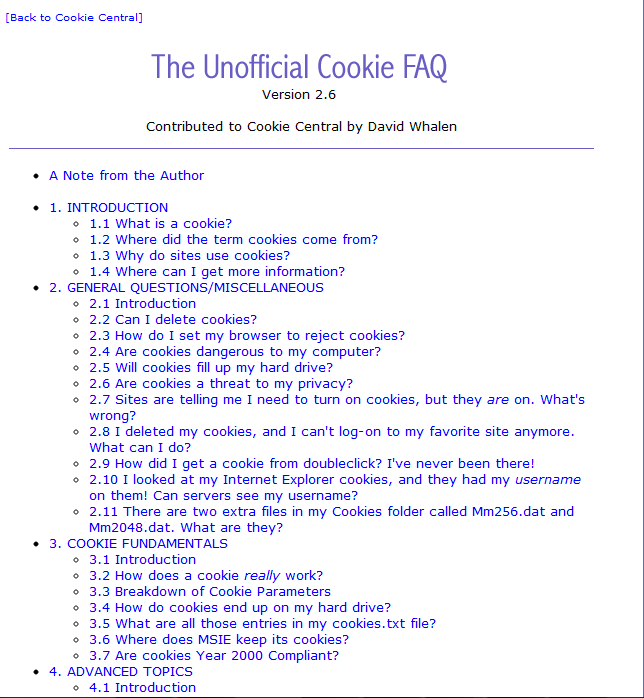 [Back to Cookie Central]
The Unofficial Cookie FAQ
Version 2.6
Contributed to Cookie Central by David Whalen
A Note from the Author
1. INTRODUCTION
1.1 What is a cookie?
1.2 Where did the term cookies come from?
1.3 Why do sites use cookies?
1.4 Where can I get more information?
2. GENERAL QUESTIONS/MISCELLANEOUS
2.1 Introduction
2.2 Can I delete cookies?
2.3 How do I set my browser to reject cookies?
2.4 Are cookies dangerous to my computer?
2.5 Will cookies fill up my hard drive?
2.6 Are cookies a threat to my privacy?
2.7 Sites are telling me I need to turn on cookies, but they are on. What's
wrong?
2.8 I deleted my cookies, and I can't log-on to my favorite site anymore.
What can I do?
2.9 How did I get a cookie from doubleclick? I've never been there!
2.10 I looked at my Internet Explorer cookies, and they had my username
on them! Can servers see my username?
2.11 There are two extra files in my Cookies folder called Mm256.dat and
Mm2048.dat. What are they?
3. COOKIE FUNDAMENTALS
3.1 Introduction
3.2 How does a cookie really work?
3.3 Breakdown of Cookie Parameters
3.4 How do cookies end up on my hard drive?
3.5 What are all those entries in my cookies.txt file?
3.6 Where does MSIE keep its cookies?
3.7 Are cookies Year 2000 Compliant?
4. ADVANCED TOPICS
4.1 Introduction